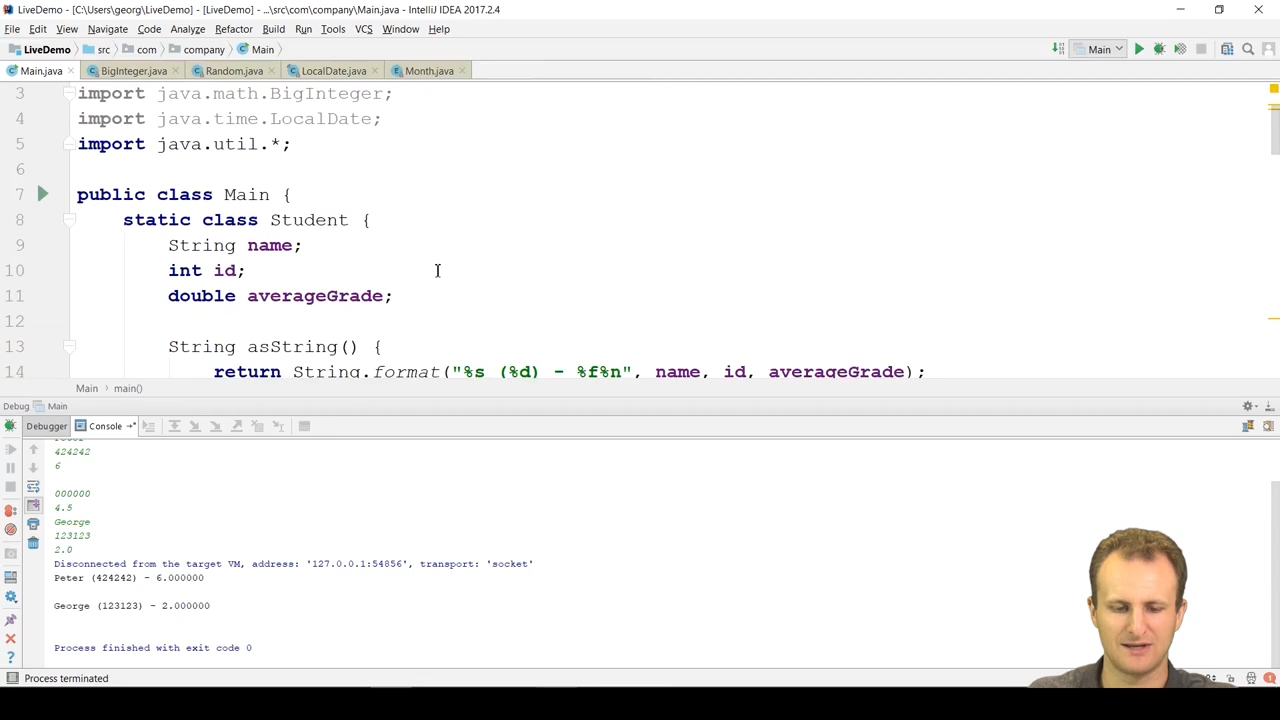 LiveDemo - [C:\Users\georg\LiveDemo] - [LiveDemo] - ...\src\com\company\Main.java - IntelliJ IDEA 2017.2.4
File Edit View Navigate Code Analyze Refactor Build Run Tools VCS Window Help
LiveDemo src com company Main Main
Main.java BigInteger.java Random.java LocalDate.java Month.java
3 import java.math.BigInteger;
4 import java.time.LocalDate;
5 import java.util.*;
6
7 public class Main {
8 static class Student {
9 String name;
10 int id;
11 double averageGrade;
12
13 String asString() {
14 return String.format("%s (%d) - %f%n", name, id, averageGrade);
Main main()
Debug Main
Debugger Console
424242
6
000000
4.5
George
123123
2.0
Disconnected from the target VM, address: '127.0.0.1:54856', transport: 'socket'
Peter (424242) - 6.000000
George (123123) - 2.000000
Process finished with exit code 0
Process terminated